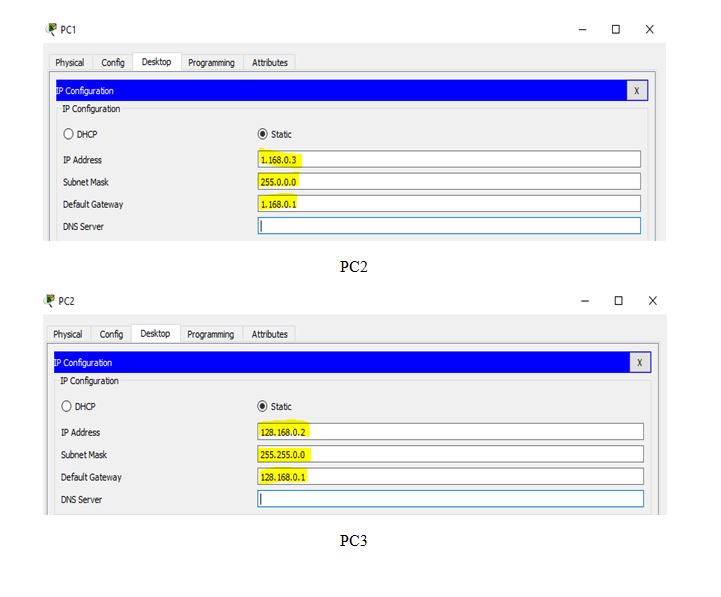 PC1
Physical Config Desktop Programming Attributes
IP Configuration X
IP Configuration
DHCP Static
IP Address 1.168.0.3
Subnet Mask 255.0.0.0
Default Gateway 1.168.0.1
DNS Server
PC2
PC2
Physical Config Desktop Programming Attributes
IP Configuration X
IP Configuration
DHCP Static
IP Address 128.168.0.2
Subnet Mask 255.255.0.0
Default Gateway 128.168.0.1
DNS Server
PC3